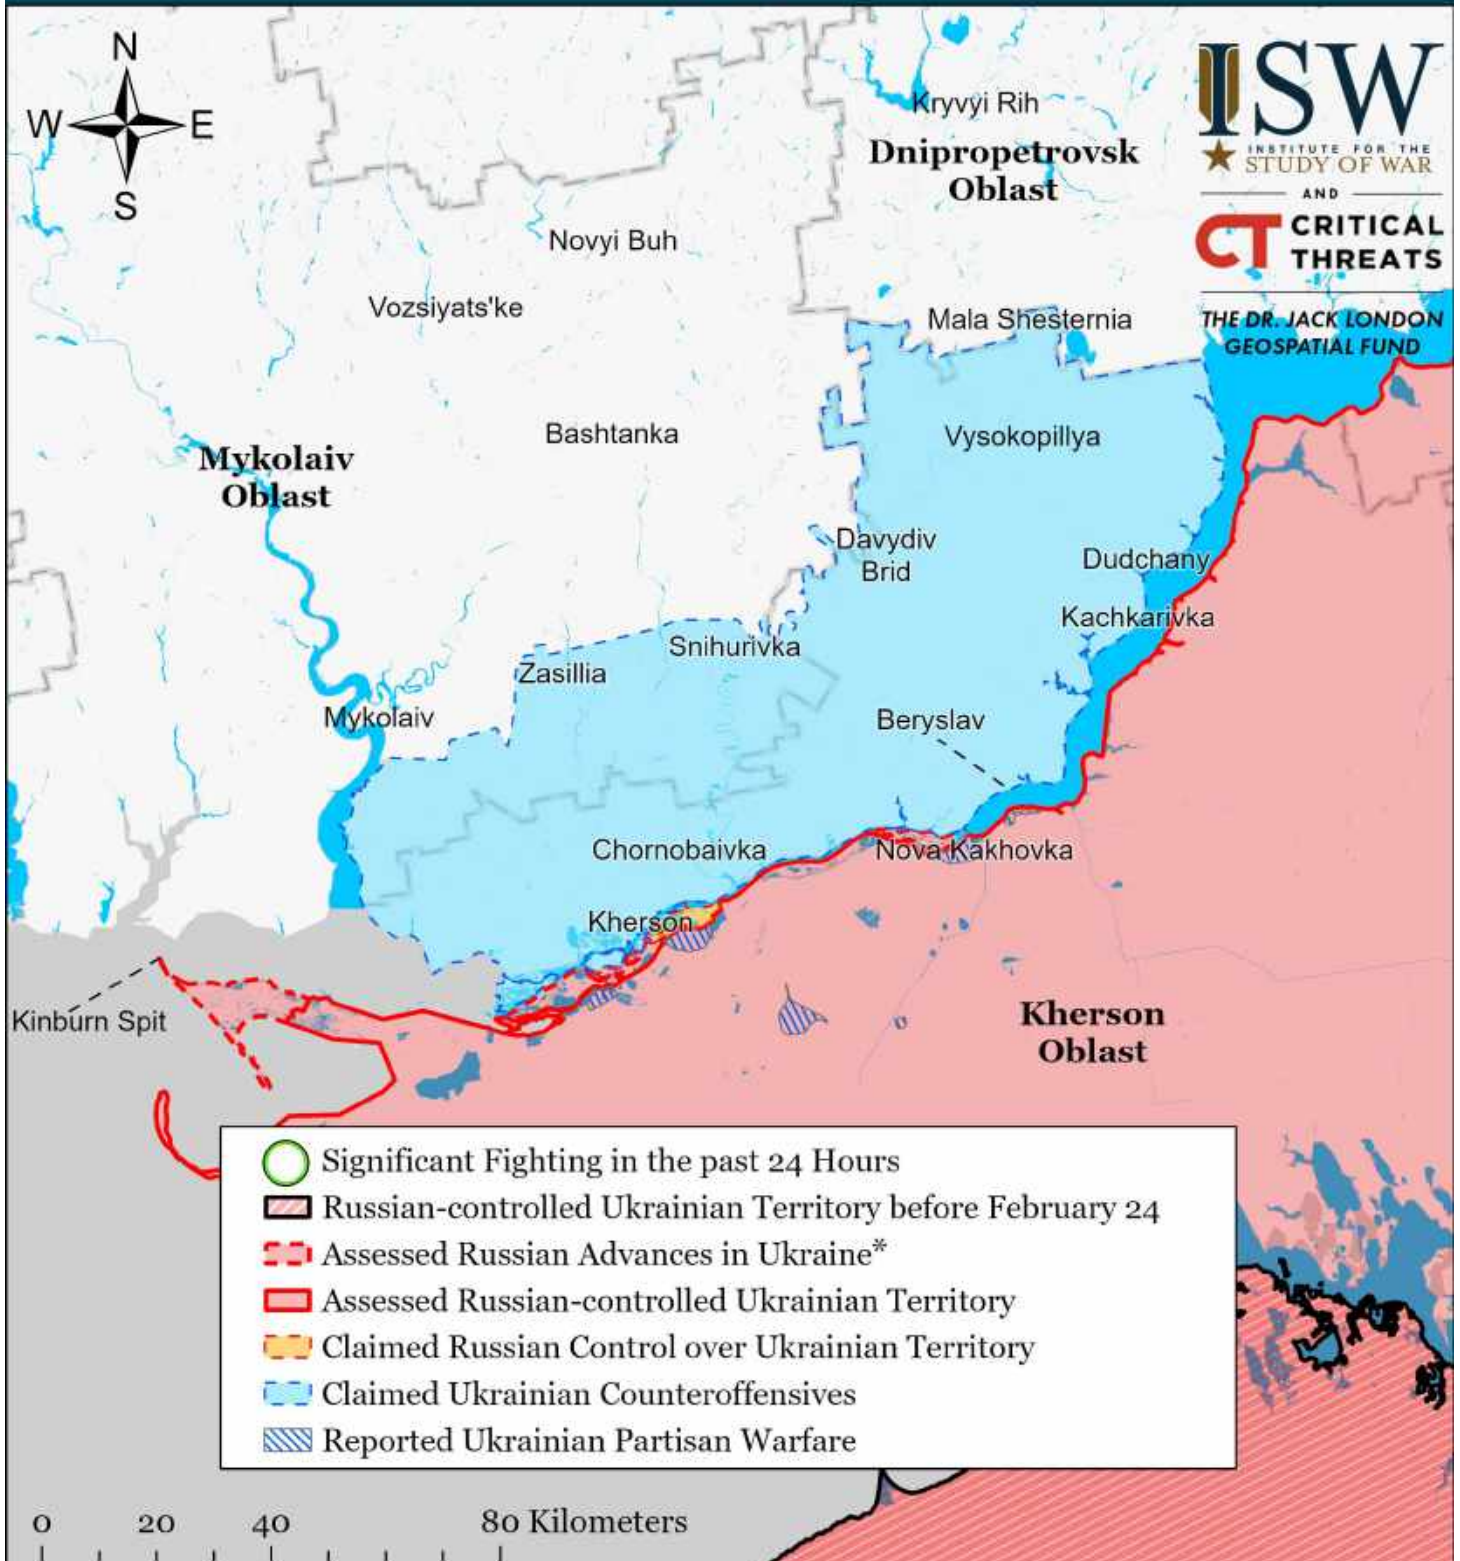 N
W E
S
ISW
INSTITUTE FOR THE
STUDY OF WAR
AND
CT CRITICAL
THREATS
THE DR. JACK LONDON
GEOSPATIAL FUND
Kryvyi Rih
Dnipropetrovsk
Oblast
Novyi Buh
Vozsiyats'ke
Mala Shesternia
Bashtanka
Vysokopillya
Mykolaiv
Oblast
Davydiv
Brid
Dudchany
Kachkarivka
Snihurivka
Zasillia
Mykolaiv
Beryslav
Chornobaivka
Nova Kakhovka
Kherson
Kinburn Spit
Kherson
Oblast
Significant Fighting in the past 24 Hours
Russian-controlled Ukrainian Territory before February 24
Assessed Russian Advances in Ukraine*
Assessed Russian-controlled Ukrainian Territory
Claimed Russian Control over Ukrainian Territory
Claimed Ukrainian Counteroffensives
Reported Ukrainian Partisan Warfare
0 20 40 80 Kilometers